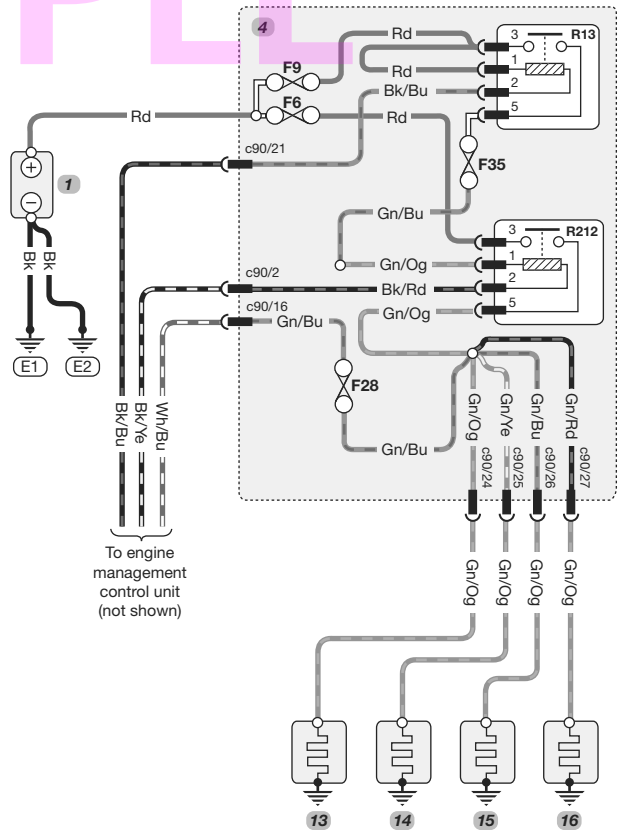 PLL
4
Rd
3
R13
F9
Rd
1
Bk/Bu
2
F6
Rd
Rd
5
c90/21
F35
+
1
−
Gn/Bu
3
R212
Bk
Bk
Gn/Og
1
c90/2
Bk/Rd
2
c90/16
Gn/Bu
Gn/Og
5
E1
E2
F28
Bk/Bu
Bk/Ye
Wh/Bu
Gn/Og
Gn/Ye
Gn/Bu
Gn/Rd
Gn/Bu
c90/24
c90/25
c90/26
c90/27
To engine
management
control unit
(not shown)
Gn/Og
Gn/Og
Gn/Og
Gn/Og
13
14
15
16